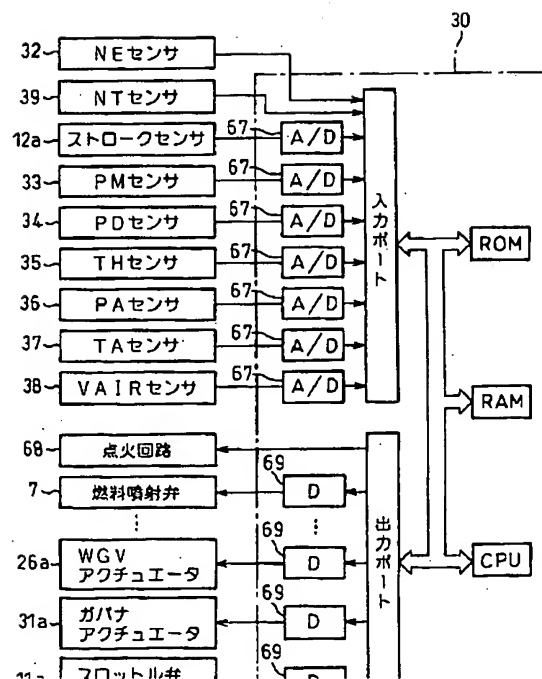 30
32 NEセンサ
39 NTセンサ
12a ストロークセンサ 67 A/D
33 PMセンサ 67 A/D
34 PDセンサ 67 A/D
35 THセンサ 67 A/D
36 PAセンサ 67 A/D
37 TAセンサ 67 A/D
38 VAIRセンサ 67 A/D
入力ポート
ROM
RAM
CPU
68 点火回路
7 燃料噴射弁 69 D
26a WGV
アクチュエータ 69 D
31a ガバナ
アクチュエータ 69 D
出力ポート
スロットル弁 69 D